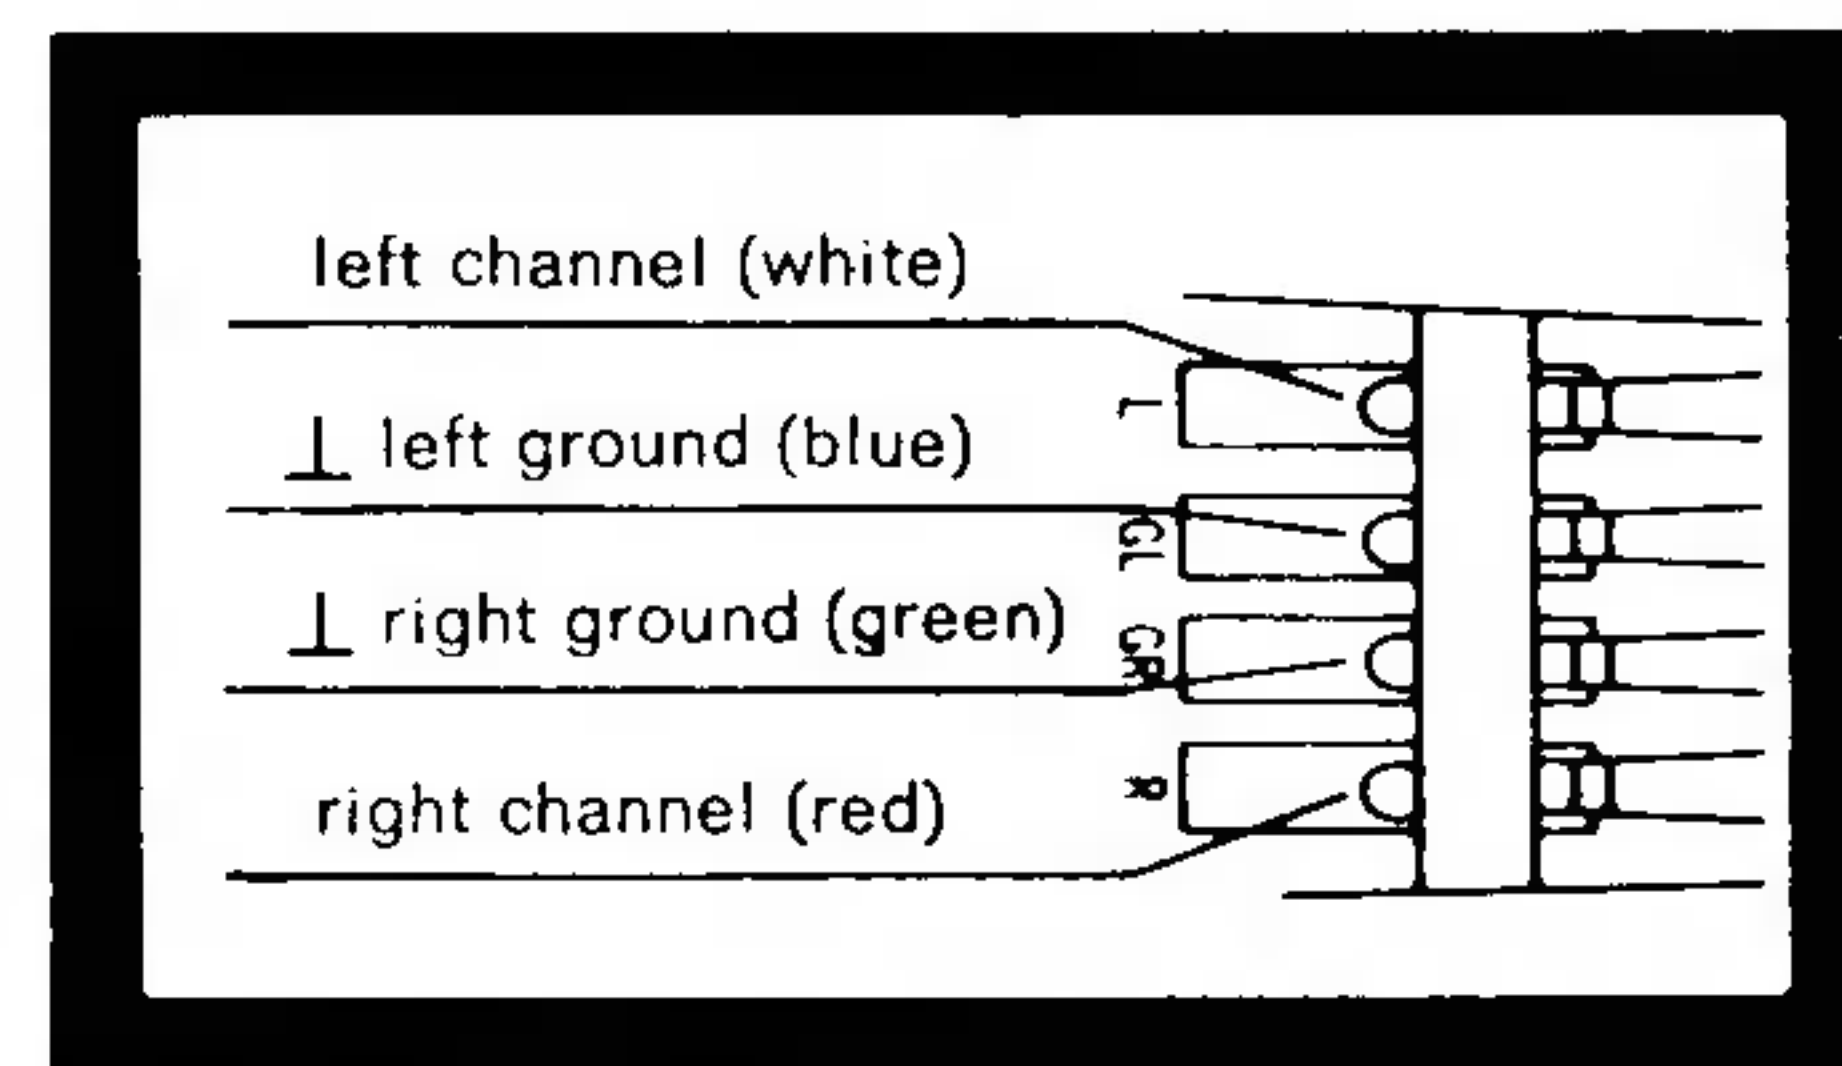 left channel (white)
L
⊥ left ground (blue)
GL
⊥ right ground (green)
GR
right channel (red)
R